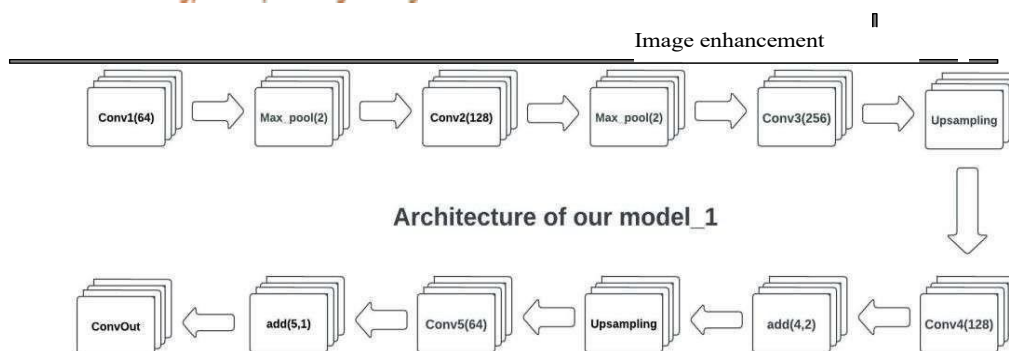 Image enhancement
Conv1(64) Max_pool(2) Conv2(128) Max_pool(2) Conv3(256) Upsampling
Architecture of our model_1
ConvOut add(5,1) Conv5(64) Upsampling add(4,2) Conv4(128)